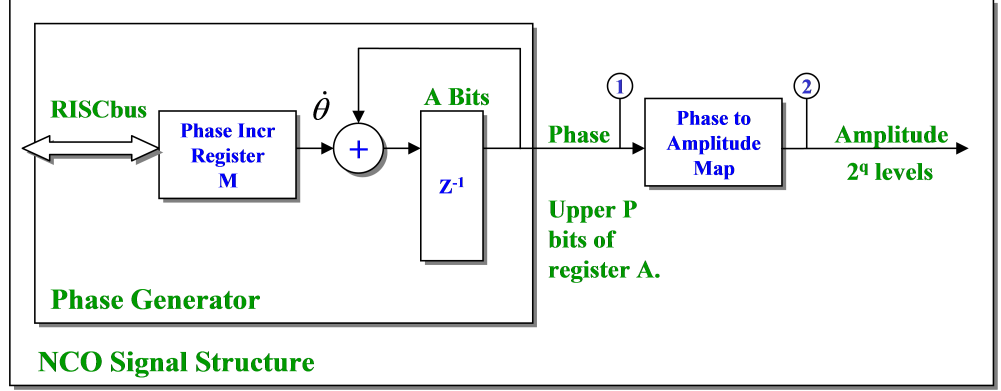 RISCbus
Phase Incr
Register
M
θ̇
+
A Bits
Z⁻¹
Phase
1
Upper P
bits of
register A.
Phase to
Amplitude
Map
2
Amplitude
2ᑫ levels
Phase Generator
NCO Signal Structure